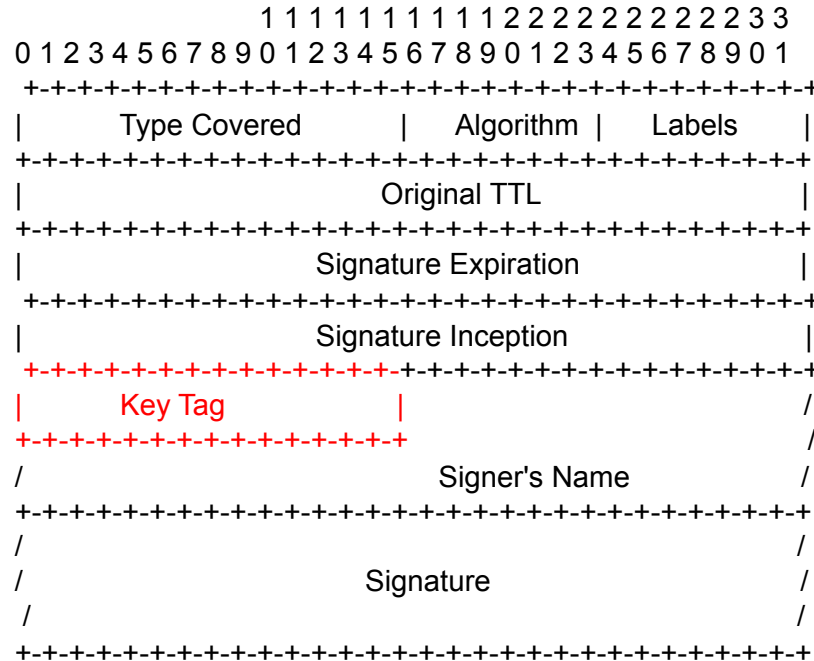 1 1 1 1 1 1 1 1 1 1 2 2 2 2 2 2 2 2 2 2 3 3
0 1 2 3 4 5 6 7 8 9 0 1 2 3 4 5 6 7 8 9 0 1 2 3 4 5 6 7 8 9 0 1
+-+-+-+-+-+-+-+-+-+-+-+-+-+-+-+-+-+-+-+-+-+-+-+-+-+-+-+-+-+-+
| Type Covered | Algorithm | Labels |
+-+-+-+-+-+-+-+-+-+-+-+-+-+-+-+-+-+-+-+-+-+-+-+-+-+-+-+-+-+-+
| Original TTL |
+-+-+-+-+-+-+-+-+-+-+-+-+-+-+-+-+-+-+-+-+-+-+-+-+-+-+-+-+-+-+
| Signature Expiration |
+-+-+-+-+-+-+-+-+-+-+-+-+-+-+-+-+-+-+-+-+-+-+-+-+-+-+-+-+-+-+
| Signature Inception |
+-+-+-+-+-+-+-+-+-+-+-+-+-+-+-+-+-+-+-+-+-+-+-+-+-+-+-+-+-+-+
| Key Tag | /
+-+-+-+-+-+-+-+-+-+-+-+-+-+-+ /
/ Signer's Name /
+-+-+-+-+-+-+-+-+-+-+-+-+-+-+-+-+-+-+-+-+-+-+-+-+-+-+-+-+-+-+
/ /
/ Signature /
/ /
+-+-+-+-+-+-+-+-+-+-+-+-+-+-+-+-+-+-+-+-+-+-+-+-+-+-+-+-+-+-+